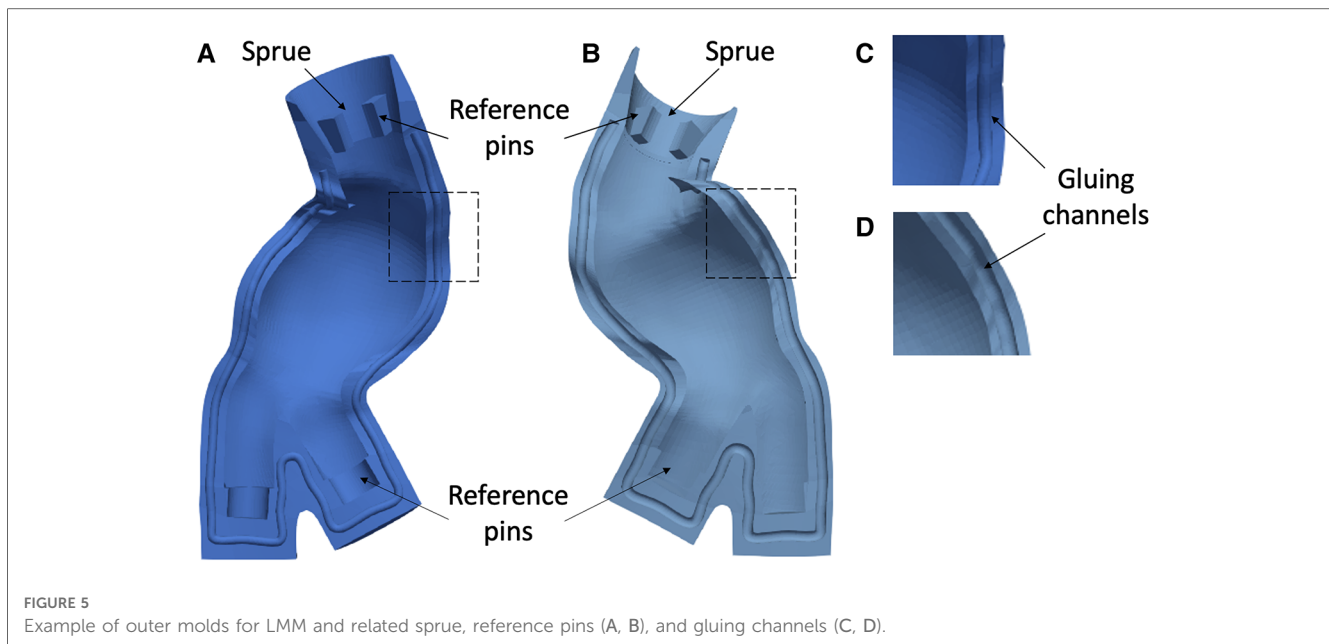 A
Sprue
B
Sprue
C
Reference
pins
Gluing
channels
D
Reference
pins
FIGURE 5
Example of outer molds for LMM and related sprue, reference pins (A, B), and gluing channels (C, D).